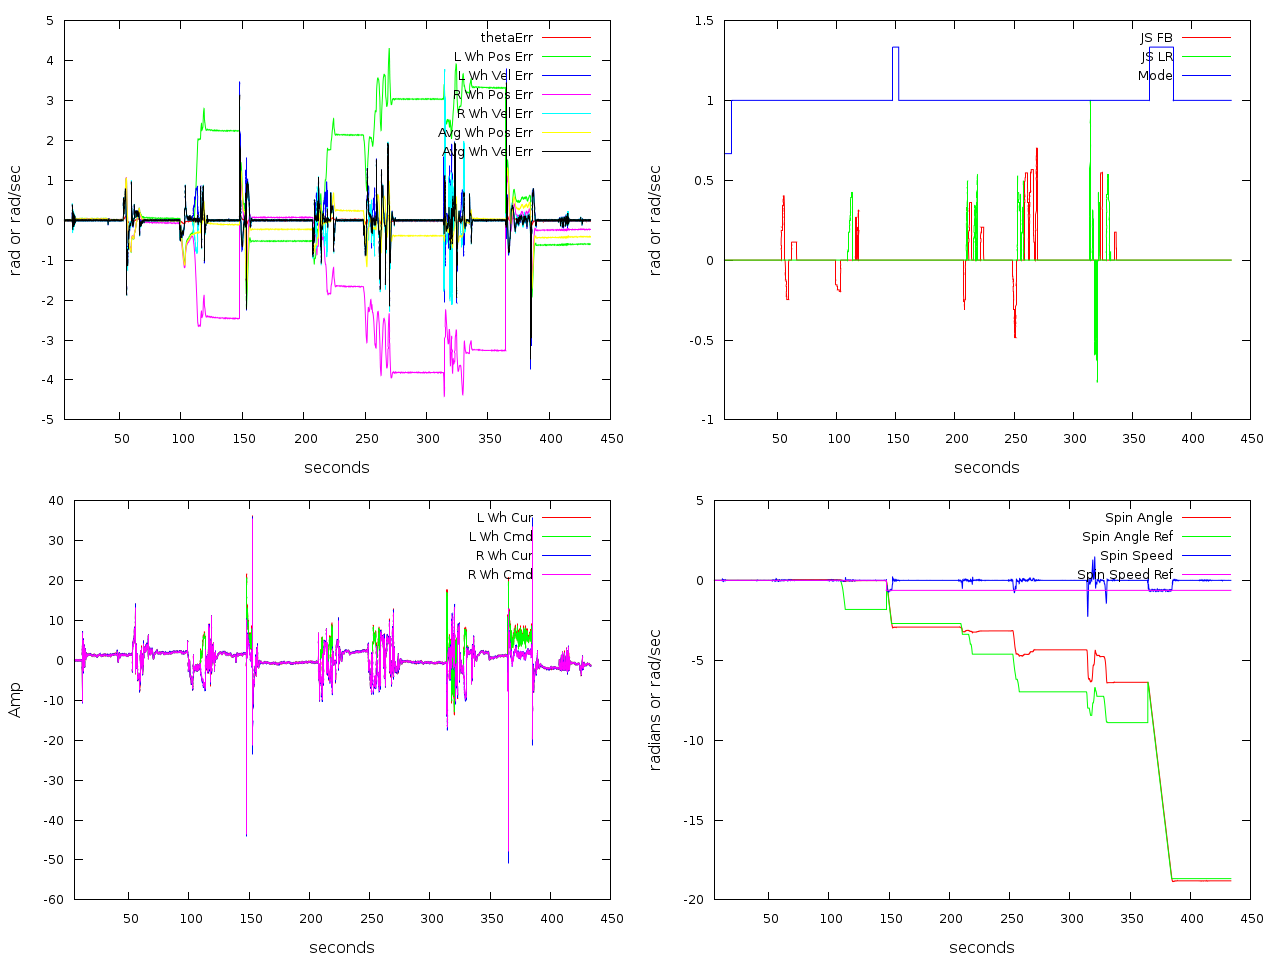 5
4
3
2
1
0
-1
-2
-3
-4
-5
rad or rad/sec
thetaErr
L Wh Pos Err
L Wh Vel Err
R Wh Pos Err
R Wh Vel Err
Avg Wh Pos Err
Avg Wh Vel Err
50 100 150 200 250 300 350 400 450
seconds
1.5
1
0.5
0
-0.5
-1
rad or rad/sec
JS FB
JS LR
Mode
50 100 150 200 250 300 350 400 450
seconds
40
30
20
10
0
-10
-20
-30
-40
-50
-60
Amp
L Wh Cur
L Wh Cmd
R Wh Cur
R Wh Cmd
50 100 150 200 250 300 350 400 450
seconds
5
0
-5
-10
-15
-20
radians or rad/sec
Spin Angle
Spin Angle Ref
Spin Speed
Spin Speed Ref
50 100 150 200 250 300 350 400 450
seconds